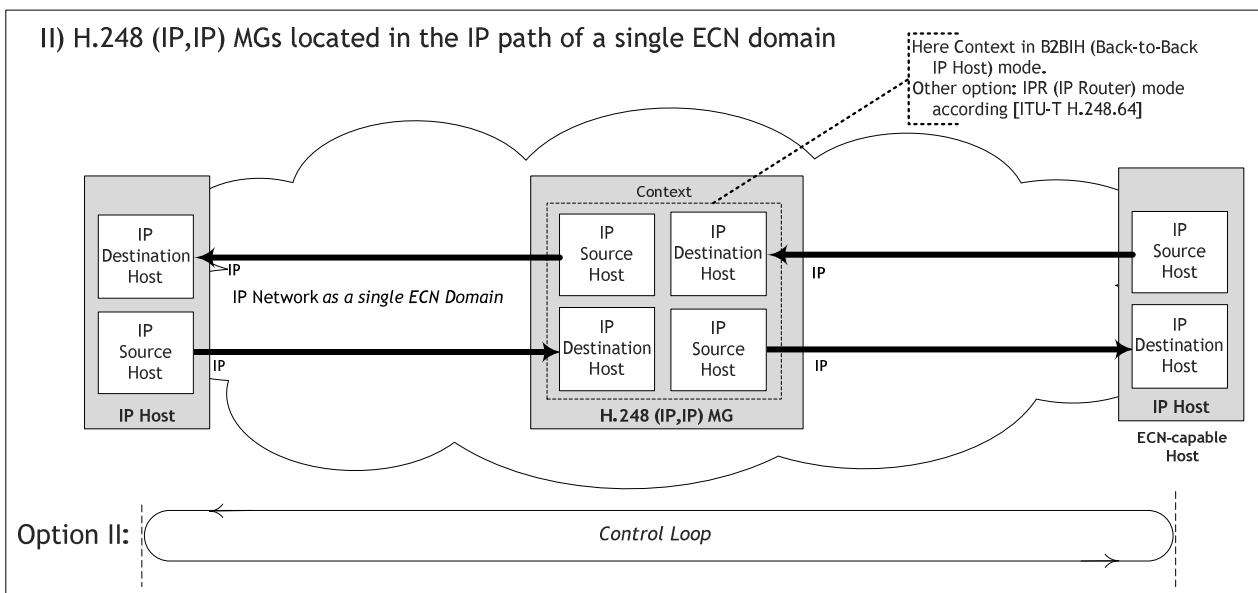 II) H.248 (IP,IP) MGs located in the IP path of a single ECN domain
Here Context in B2BIH (Back-to-Back
IP Host) mode.
Other option: IPR (IP Router) mode
according [ITU-T H.248.64]
Context
IP
Destination
Host
IP
Source
Host
IP
Destination
Host
IP
Source
Host
IP
IP
IP Network as a single ECN Domain
IP
Source
Host
IP
Destination
Host
IP
Source
Host
IP
Destination
Host
IP
IP
IP Host
H.248 (IP,IP) MG
IP Host
ECN-capable
Host
Option II:
Control Loop